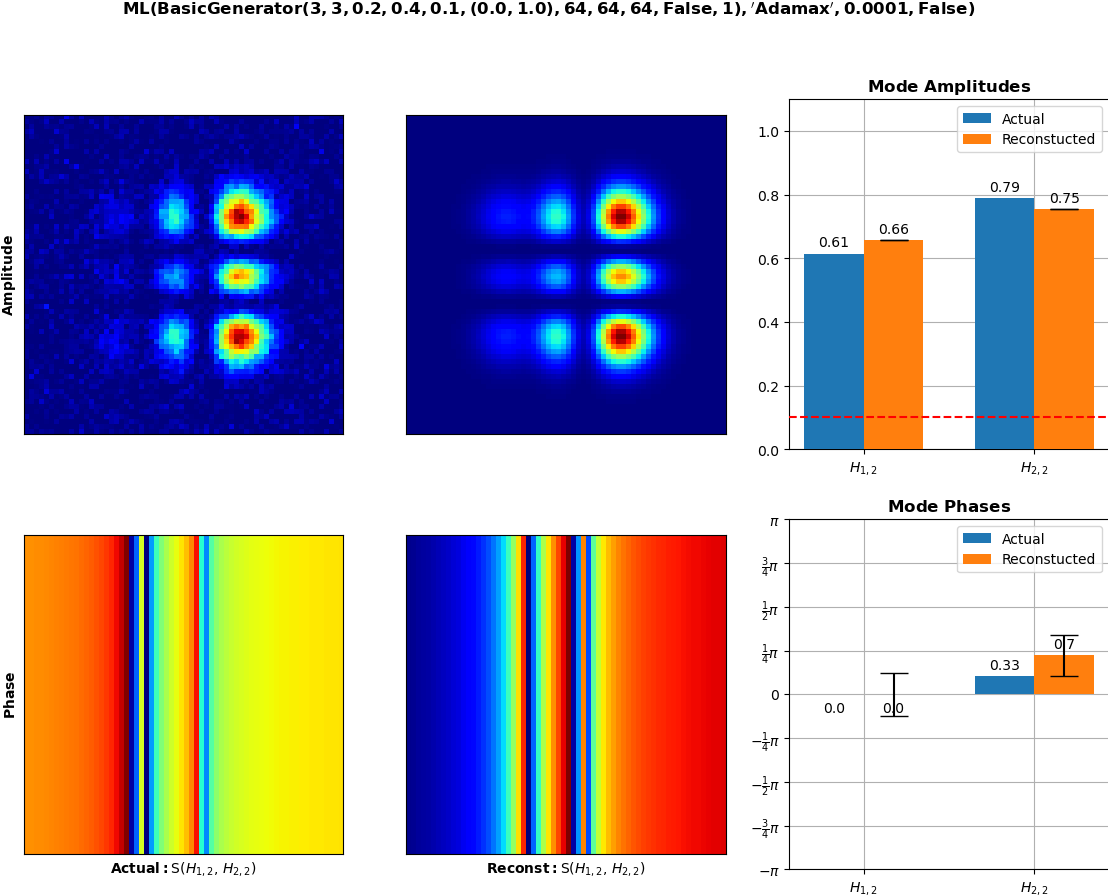 ML(BasicGenerator(3, 3, 0.2, 0.4, 0.1, (0.0, 1.0), 64, 64, 64, False, 1), ′Adamax′, 0.0001, False)
Amplitude
Mode Amplitudes
Actual
Reconstucted
1.0
0.8
0.6
0.4
0.2
0.0
0.61
0.66
0.79
0.75
H1, 2
H2, 2
Phase
Actual: S(H1, 2, H2, 2)
Reconst: S(H1, 2, H2, 2)
Mode Phases
Actual
Reconstucted
π
3/4π
1/2π
1/4π
0
−1/4π
−1/2π
−3/4π
−π
0.0
0.0
0.33
0.7
H1, 2
H2, 2